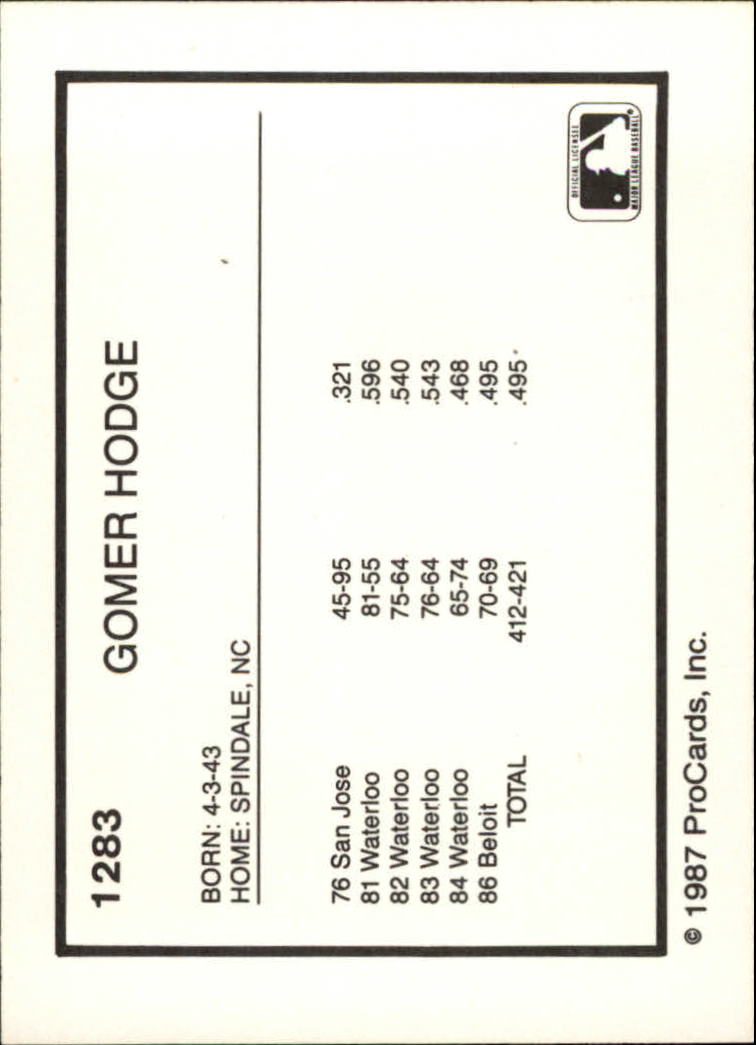 1283 GOMER HODGE
BORN: 4-3-43
HOME: SPINDALE, NC
76 San Jose 45-95 .321
81 Waterloo 81-55 .596
82 Waterloo 75-64 .540
83 Waterloo 76-64 .543
84 Waterloo 65-74 .468
86 Beloit 70-69 .495
TOTAL 412-421 .495
OFFICIAL LICENSEE
MAJOR LEAGUE BASEBALL®
© 1987 ProCards, Inc.